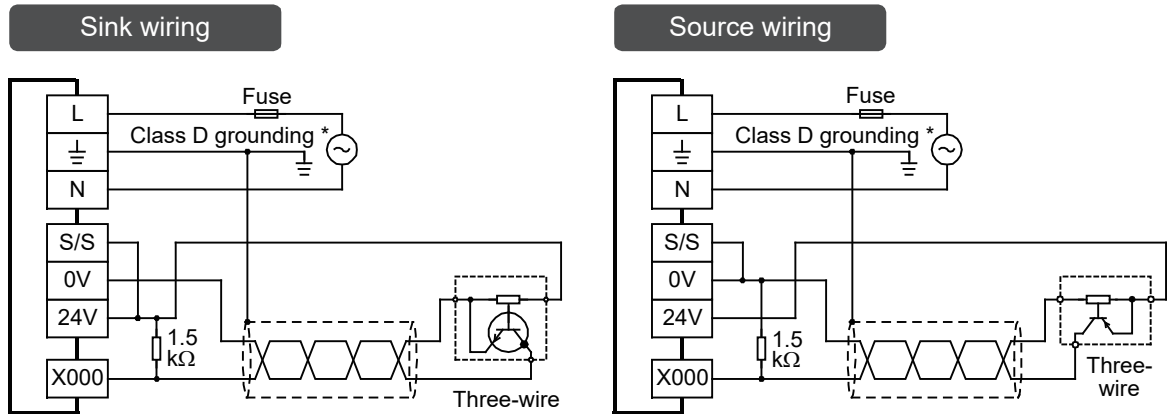 Sink wiring
L
Fuse
Class D grounding *
N
S/S
0V
24V
1.5
kΩ
X000
Three-wire
Source wiring
L
Fuse
Class D grounding *
N
S/S
0V
24V
1.5
kΩ
X000
Three-
wire